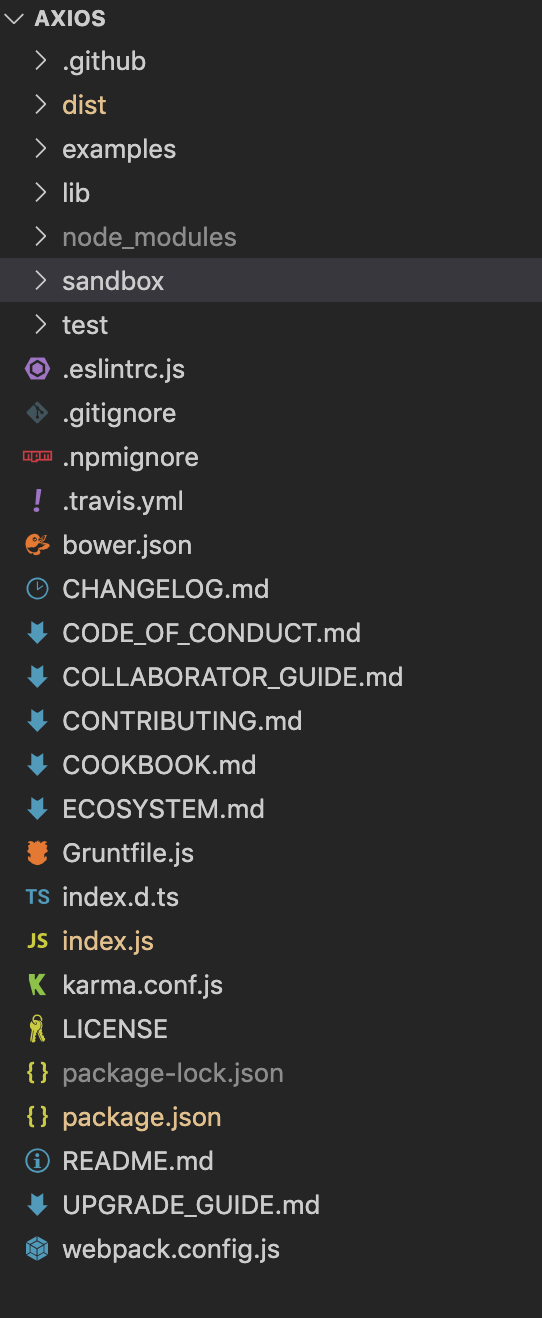 AXIOS
.github
dist
examples
lib
node_modules
sandbox
test
.eslintrc.js
.gitignore
.npmignore
.travis.yml
bower.json
CHANGELOG.md
CODE_OF_CONDUCT.md
COLLABORATOR_GUIDE.md
CONTRIBUTING.md
COOKBOOK.md
ECOSYSTEM.md
Gruntfile.js
TS index.d.ts
JS index.js
karma.conf.js
LICENSE
{ } package-lock.json
{ } package.json
README.md
UPGRADE_GUIDE.md
webpack.config.js